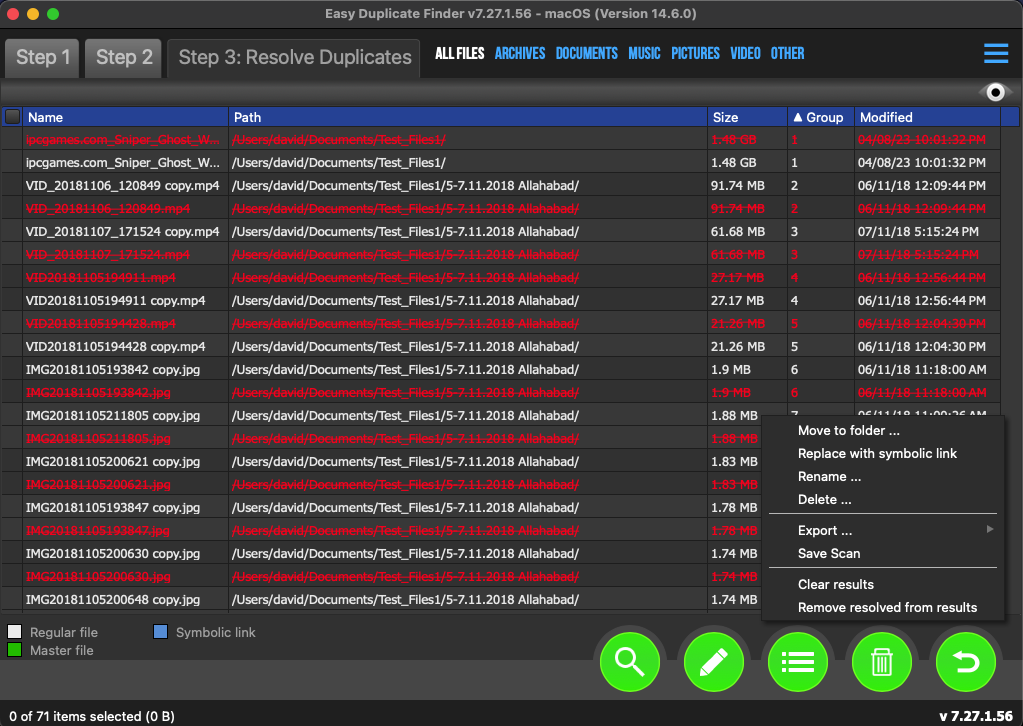 Easy Duplicate Finder v7.27.1.56 - macOS (Version 14.6.0)
Step 1 Step 2 Step 3: Resolve Duplicates ALL FILES ARCHIVES DOCUMENTS MUSIC PICTURES VIDEO OTHER
Name Path Size ▲ Group Modified
ipcgames.com_Sniper_Ghost_W... /Users/david/Documents/Test_Files1/ 1.48 GB 1 04/08/23 10:01:32 PM
ipcgames.com_Sniper_Ghost_W... /Users/david/Documents/Test_Files1/ 1.48 GB 1 04/08/23 10:01:32 PM
VID_20181106_120849 copy.mp4 /Users/david/Documents/Test_Files1/5-7.11.2018 Allahabad/ 91.74 MB 2 06/11/18 12:09:44 PM
VID_20181106_120849.mp4 /Users/david/Documents/Test_Files1/5-7.11.2018 Allahabad/ 91.74 MB 2 06/11/18 12:09:44 PM
VID_20181107_171524 copy.mp4 /Users/david/Documents/Test_Files1/5-7.11.2018 Allahabad/ 61.68 MB 3 07/11/18 5:15:24 PM
VID_20181107_171524.mp4 /Users/david/Documents/Test_Files1/5-7.11.2018 Allahabad/ 61.68 MB 3 07/11/18 5:15:24 PM
VID20181105194911.mp4 /Users/david/Documents/Test_Files1/5-7.11.2018 Allahabad/ 27.17 MB 4 06/11/18 12:56:44 PM
VID20181105194911 copy.mp4 /Users/david/Documents/Test_Files1/5-7.11.2018 Allahabad/ 27.17 MB 4 06/11/18 12:56:44 PM
VID20181105194428.mp4 /Users/david/Documents/Test_Files1/5-7.11.2018 Allahabad/ 21.26 MB 5 06/11/18 12:04:30 PM
VID20181105194428 copy.mp4 /Users/david/Documents/Test_Files1/5-7.11.2018 Allahabad/ 21.26 MB 5 06/11/18 12:04:30 PM
IMG20181105193842 copy.jpg /Users/david/Documents/Test_Files1/5-7.11.2018 Allahabad/ 1.9 MB 6 06/11/18 11:18:00 AM
IMG20181105193842.jpg /Users/david/Documents/Test_Files1/5-7.11.2018 Allahabad/ 1.9 MB 6 06/11/18 11:18:00 AM
IMG20181105211805 copy.jpg /Users/david/Documents/Test_Files1/5-7.11.2018 Allahabad/ 1.88 MB
IMG20181105211805.jpg /Users/david/Documents/Test_Files1/5-7.11.2018 Allahabad/ 1.88 MB
IMG20181105200621 copy.jpg /Users/david/Documents/Test_Files1/5-7.11.2018 Allahabad/ 1.83 MB
IMG20181105200621.jpg /Users/david/Documents/Test_Files1/5-7.11.2018 Allahabad/ 1.83 MB
IMG20181105193847 copy.jpg /Users/david/Documents/Test_Files1/5-7.11.2018 Allahabad/ 1.78 MB
IMG20181105193847.jpg /Users/david/Documents/Test_Files1/5-7.11.2018 Allahabad/ 1.78 MB
IMG20181105200630 copy.jpg /Users/david/Documents/Test_Files1/5-7.11.2018 Allahabad/ 1.74 MB
IMG20181105200630.jpg /Users/david/Documents/Test_Files1/5-7.11.2018 Allahabad/ 1.74 MB
IMG20181105200648 copy.jpg /Users/david/Documents/Test_Files1/5-7.11.2018 Allahabad/ 1.74 MB
Move to folder ...
Replace with symbolic link
Rename ...
Delete ...
Export ...
Save Scan
Clear results
Remove resolved from results
Regular file Symbolic link
Master file
0 of 71 items selected (0 B) v 7.27.1.56